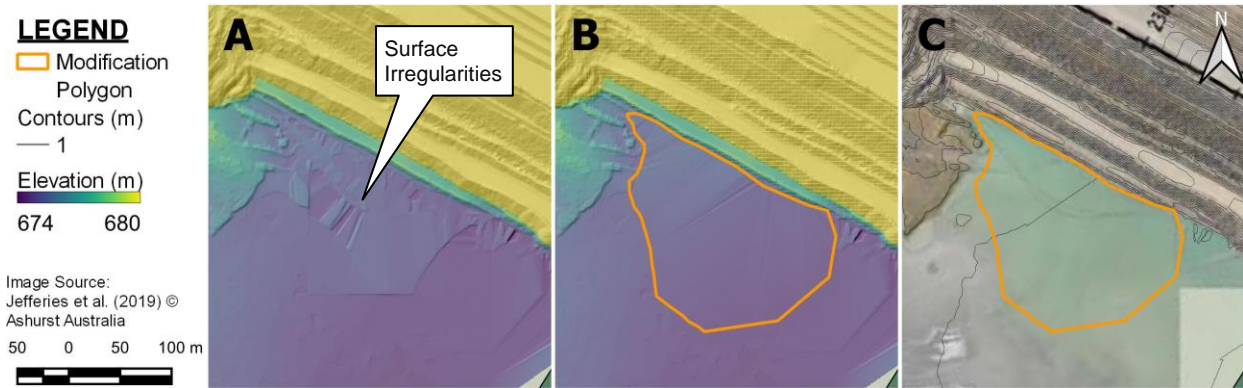 LEGEND
Modification
Polygon
Contours (m)
1
Elevation (m)
674 680
Image Source:
Jefferies et al. (2019) ©
Ashurst Australia
50 0 50 100 m
A
Surface
Irregularities
B
C
230
N